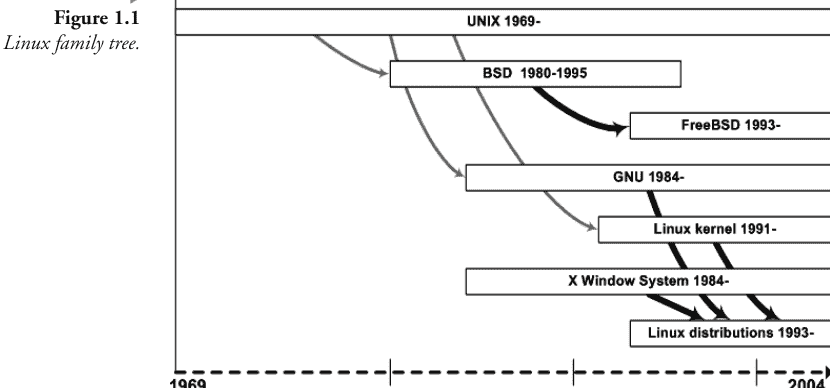 Figure 1.1
Linux family tree.
UNIX 1969-
BSD 1980-1995
FreeBSD 1993-
GNU 1984-
Linux kernel 1991-
X Window System 1984-
Linux distributions 1993-
1969
2004